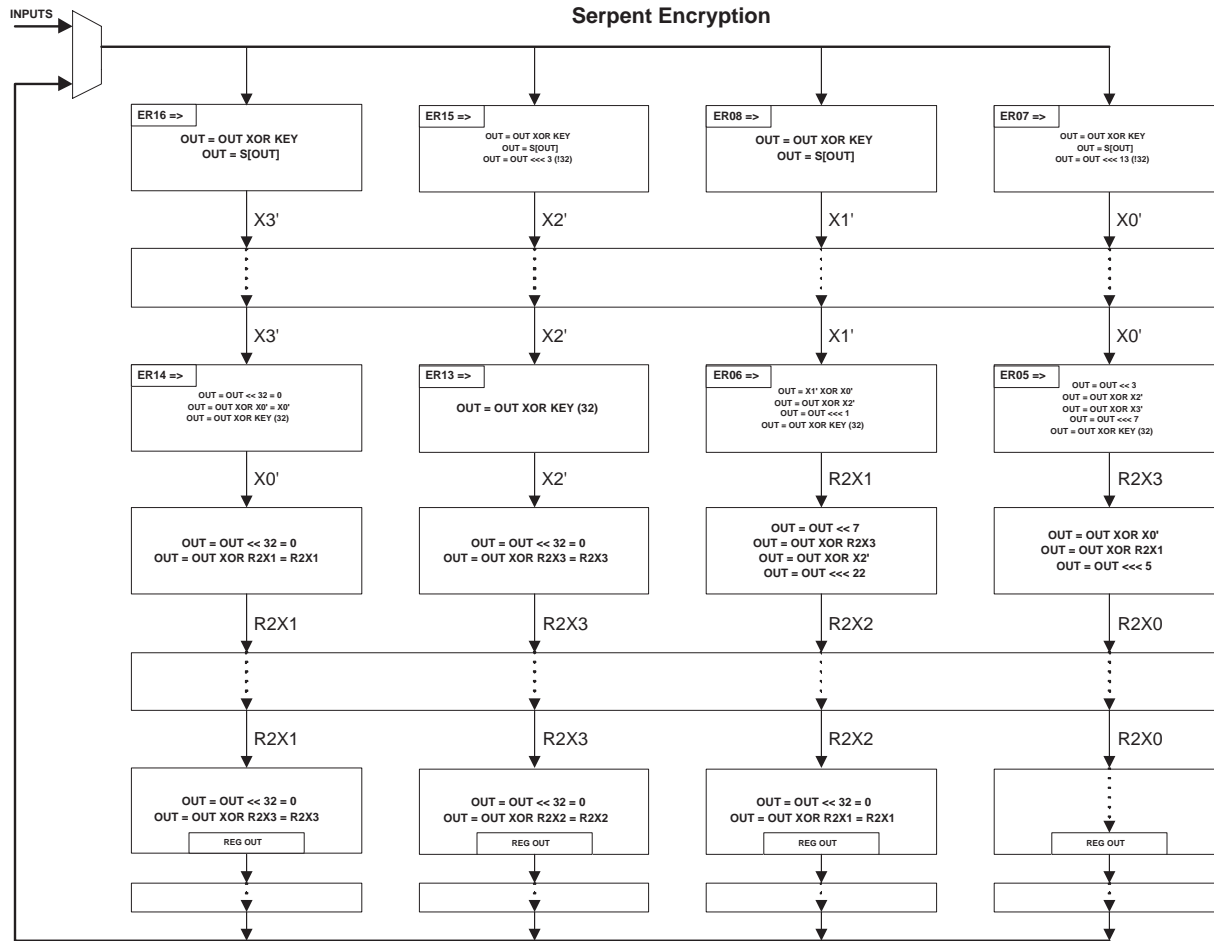 INPUTS
Serpent Encryption
ER16 =>
OUT = OUT XOR KEY
OUT = S[OUT]
ER15 =>
OUT = OUT XOR KEY
OUT = S[OUT]
OUT = OUT <<< 3 (!32)
ER08 =>
OUT = OUT XOR KEY
OUT = S[OUT]
ER07 =>
OUT = OUT XOR KEY
OUT = S[OUT]
OUT = OUT <<< 13 (!32)
X3'
X2'
X1'
X0'
X3'
X2'
X1'
X0'
ER14 =>
OUT = OUT << 32 = 0
OUT = OUT XOR X0' = X0'
OUT = OUT XOR KEY (32)
ER13 =>
OUT = OUT XOR KEY (32)
ER06 =>
OUT = X1' XOR X0'
OUT = OUT XOR X2'
OUT = OUT <<< 1
OUT = OUT XOR KEY (32)
ER05 =>
OUT = OUT << 3
OUT = OUT XOR X2'
OUT = OUT XOR X3'
OUT = OUT <<< 7
OUT = OUT XOR KEY (32)
X0'
X2'
R2X1
R2X3
OUT = OUT << 32 = 0
OUT = OUT XOR R2X1 = R2X1
OUT = OUT << 32 = 0
OUT = OUT XOR R2X3 = R2X3
OUT = OUT << 7
OUT = OUT XOR R2X3
OUT = OUT XOR X2'
OUT = OUT <<< 22
OUT = OUT XOR X0'
OUT = OUT XOR R2X1
OUT = OUT <<< 5
R2X1
R2X3
R2X2
R2X0
R2X1
R2X3
R2X2
R2X0
OUT = OUT << 32 = 0
OUT = OUT XOR R2X3 = R2X3
REG OUT
OUT = OUT << 32 = 0
OUT = OUT XOR R2X2 = R2X2
REG OUT
OUT = OUT << 32 = 0
OUT = OUT XOR R2X1 = R2X1
REG OUT
REG OUT